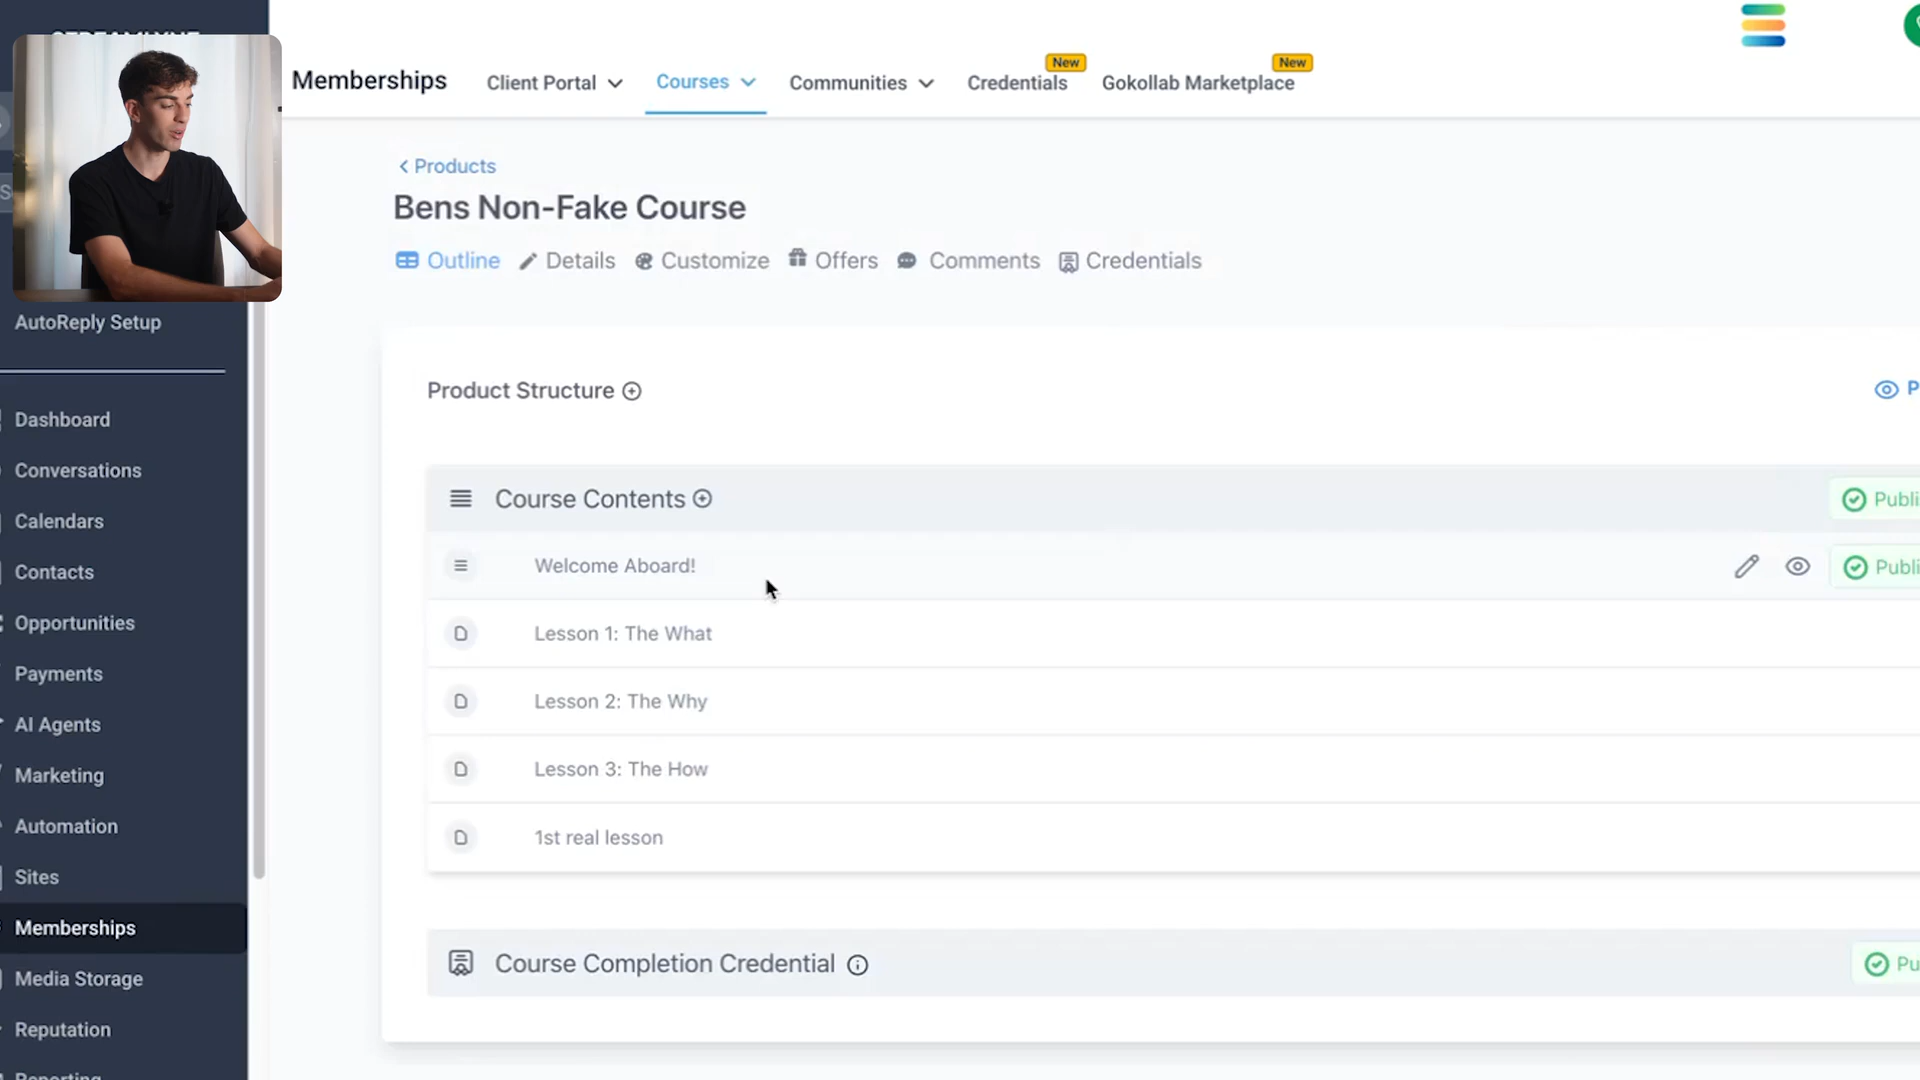 Memberships
Client Portal
Courses
Communities
Credentials
New
Gokollab Marketplace
New
Products
Bens Non-Fake Course
Outline
Details
Customize
Offers
Comments
Credentials
AutoReply Setup
Dashboard
Conversations
Calendars
Contacts
Opportunities
Payments
AI Agents
Marketing
Automation
Sites
Memberships
Media Storage
Reputation
Product Structure
P
Course Contents
Publi
Welcome Aboard!
Publi
Lesson 1: The What
Lesson 2: The Why
Lesson 3: The How
1st real lesson
Course Completion Credential
Pu